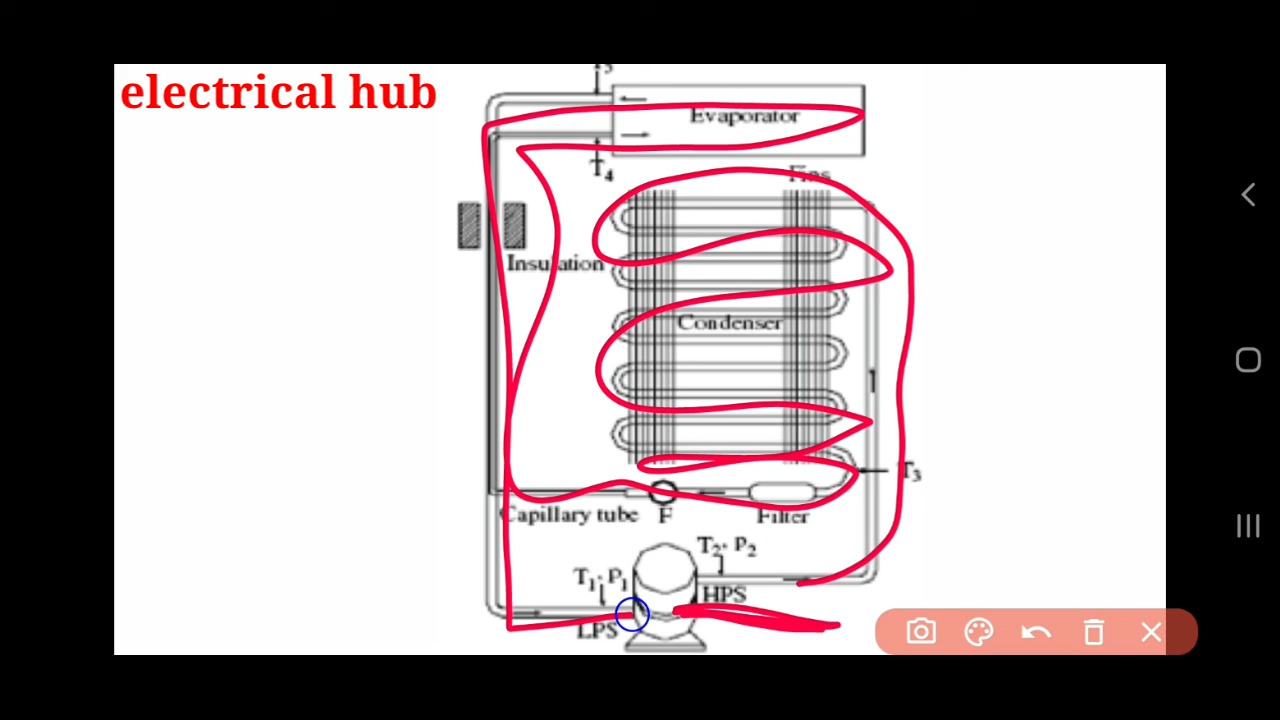 electrical hub
Evaporator
T4
Fins
Insulation
Condenser
T3
Capillary tube F Filter
T2, P2
T1, P1
HPS
LPS